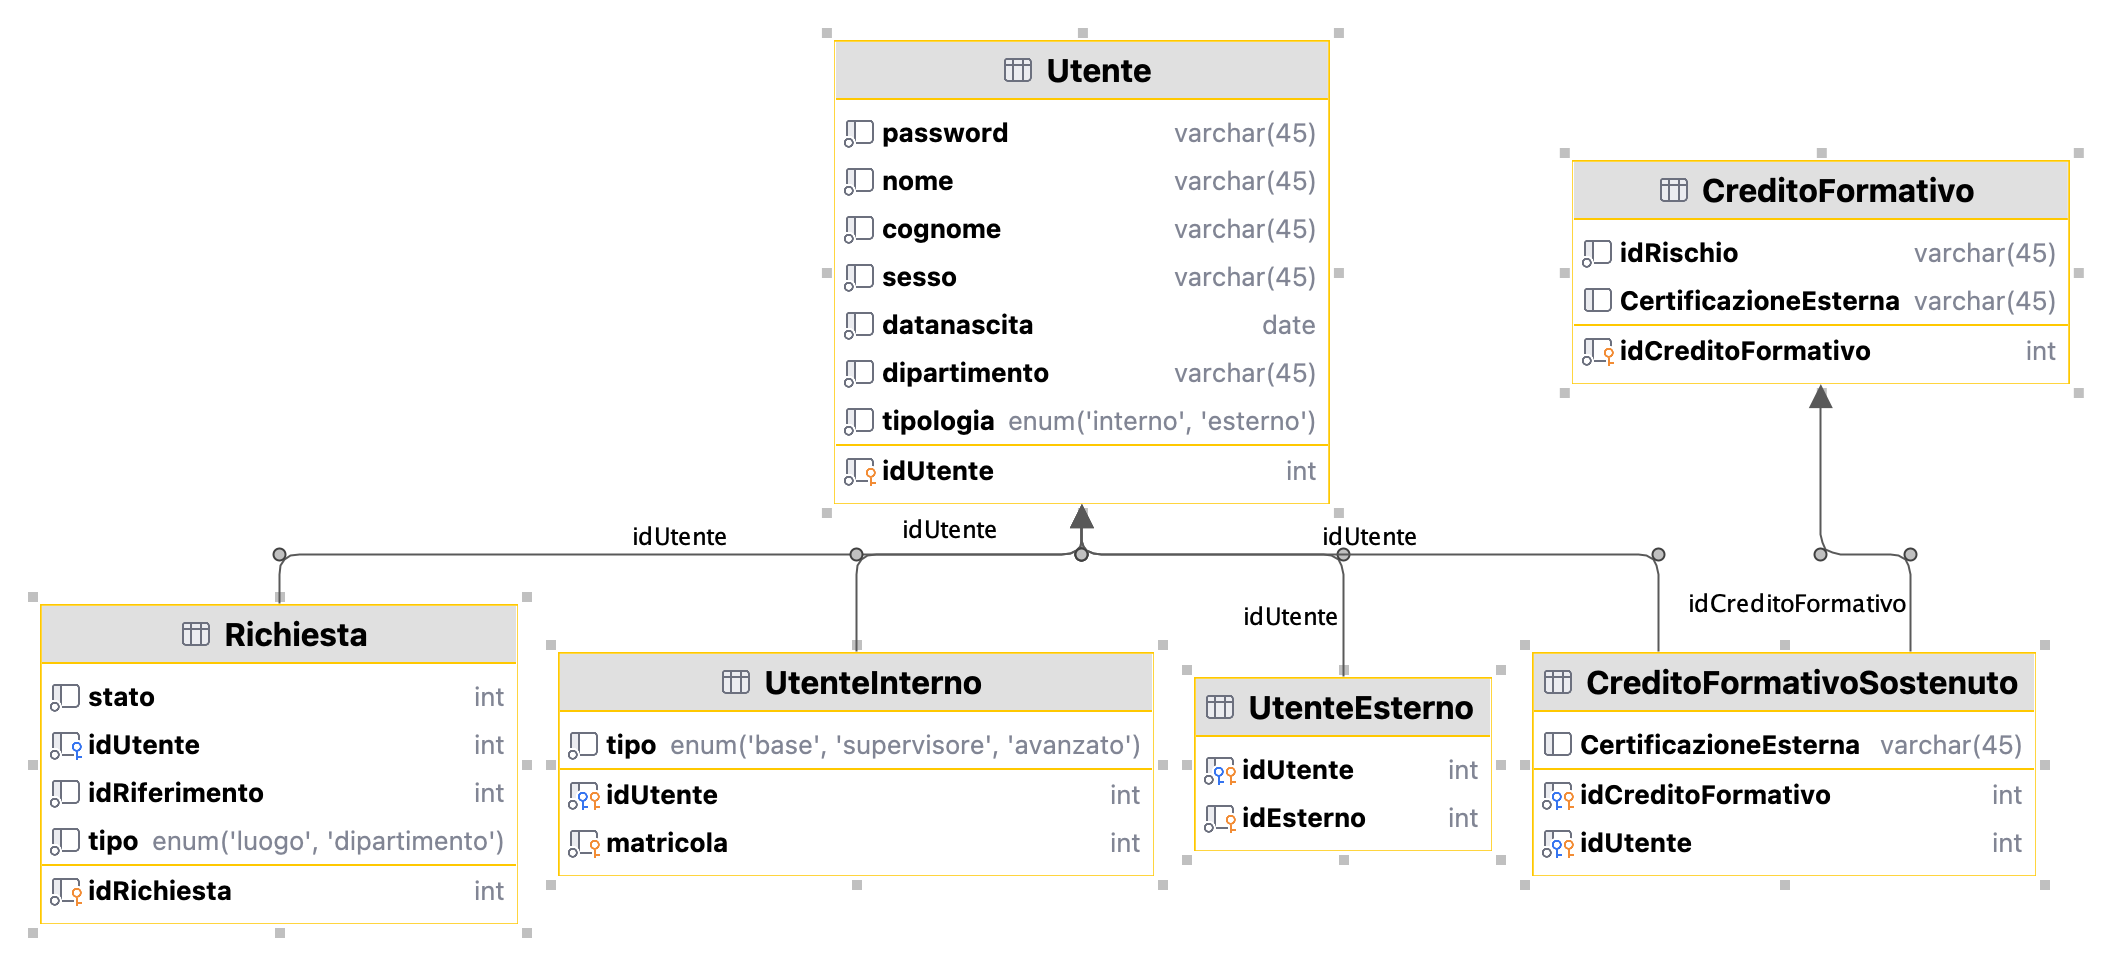 Utente
password varchar(45)
nome varchar(45)
cognome varchar(45)
sesso varchar(45)
datanascita date
dipartimento varchar(45)
tipologia enum('interno', 'esterno')
idUtente int
CreditoFormativo
idRischio varchar(45)
CertificazioneEsterna varchar(45)
idCreditoFormativo int
idUtente
idUtente
idUtente
idUtente
idCreditoFormativo
Richiesta
stato int
idUtente int
idRiferimento int
tipo enum('luogo', 'dipartimento')
idRichiesta int
UtenteInterno
tipo enum('base', 'supervisore', 'avanzato')
idUtente int
matricola int
UtenteEsterno
idUtente int
idEsterno int
CreditoFormativoSostenuto
CertificazioneEsterna varchar(45)
idCreditoFormativo int
idUtente int